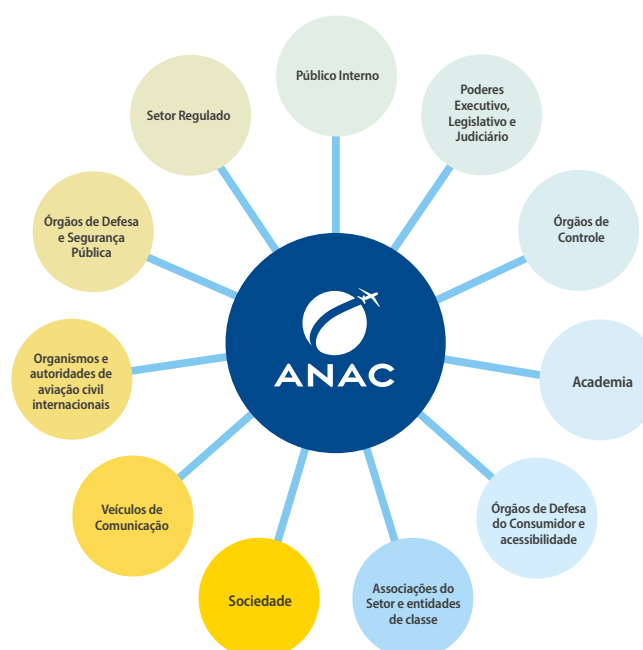 Público Interno
Poderes
Executivo,
Legislativo e
Judiciário
Setor Regulado
Órgãos de Defesa
e Segurança
Pública
Órgãos de
Controle
ANAC
Organismos e
autoridades de
aviação civil
internacionais
Academia
Veículos de
Comunicação
Órgãos de Defesa
do Consumidor e
acessibilidade
Sociedade
Associações do
Setor e entidades
de classe